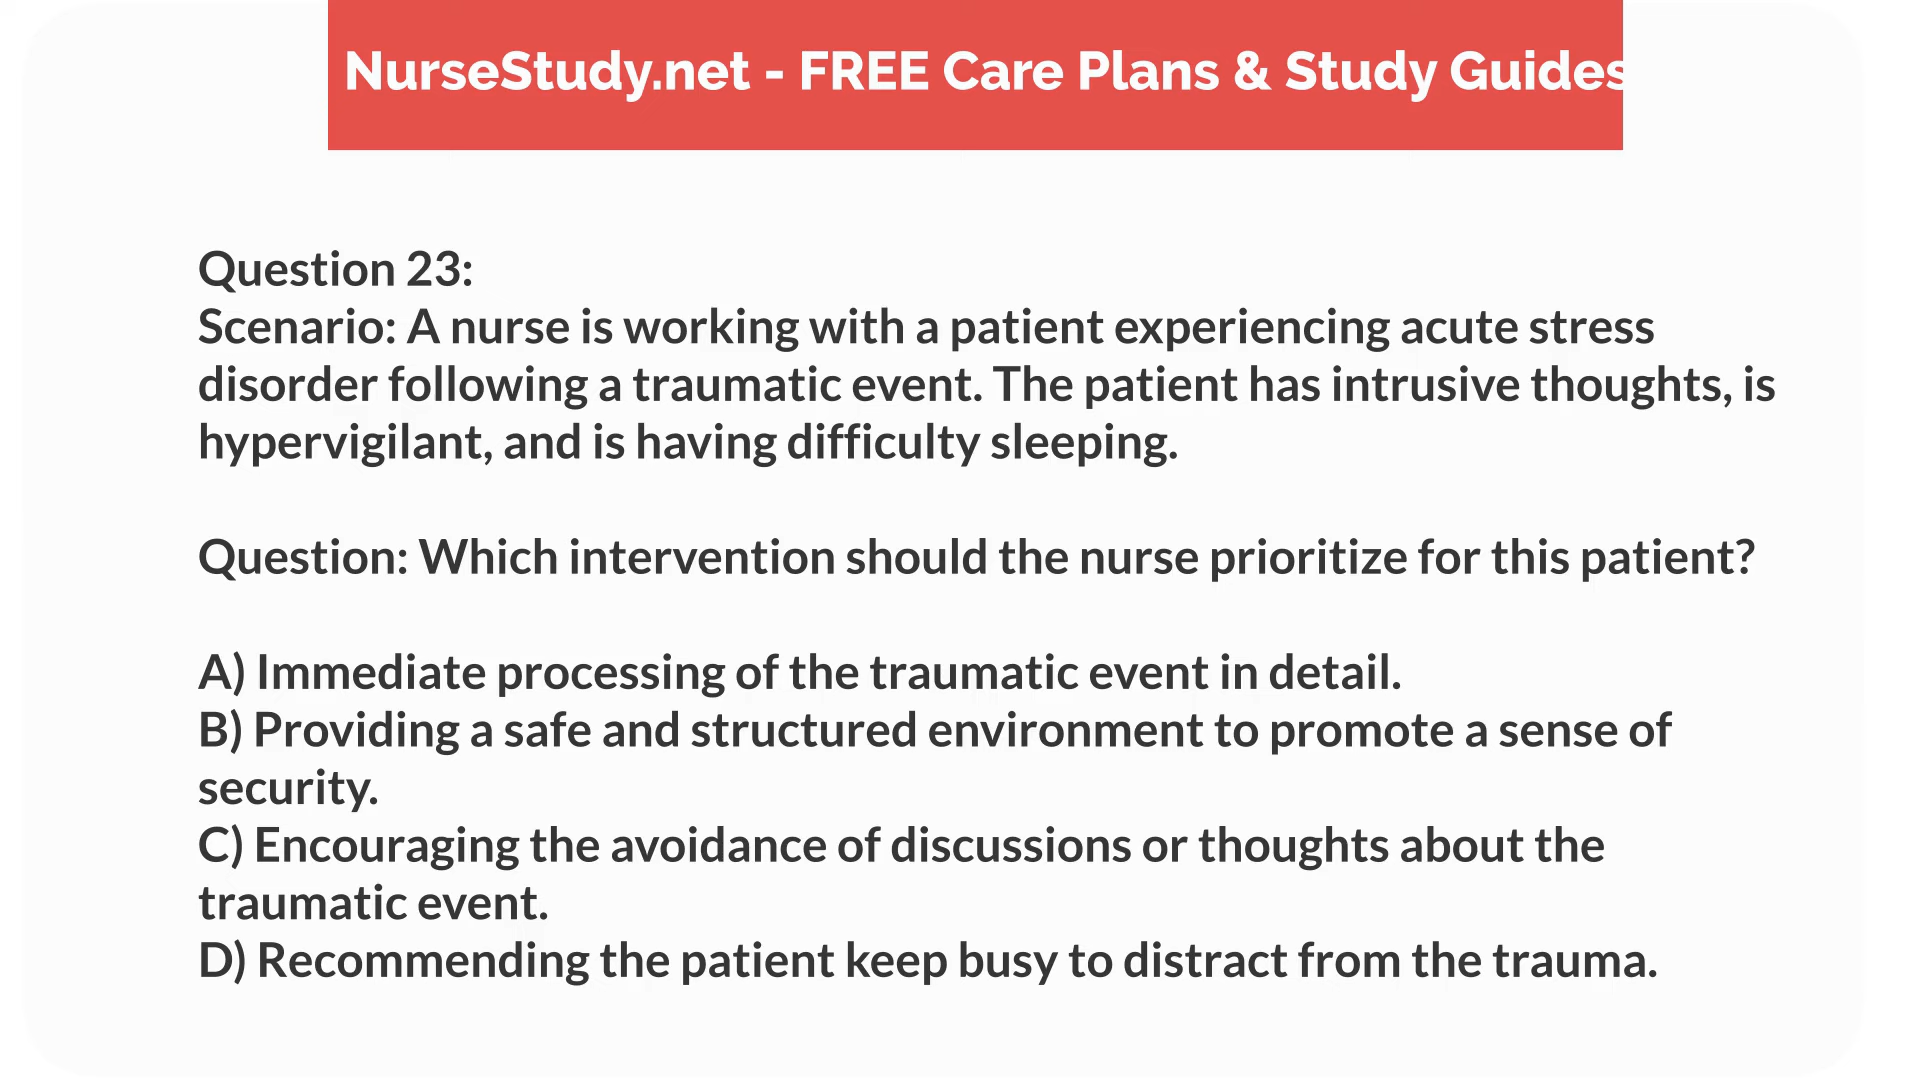 NurseStudy.net - FREE Care Plans & Study Guides
Question 23:
Scenario: A nurse is working with a patient experiencing acute stress
disorder following a traumatic event. The patient has intrusive thoughts, is
hypervigilant, and is having difficulty sleeping.
Question: Which intervention should the nurse prioritize for this patient?
A) Immediate processing of the traumatic event in detail.
B) Providing a safe and structured environment to promote a sense of
security.
C) Encouraging the avoidance of discussions or thoughts about the
traumatic event.
D) Recommending the patient keep busy to distract from the trauma.